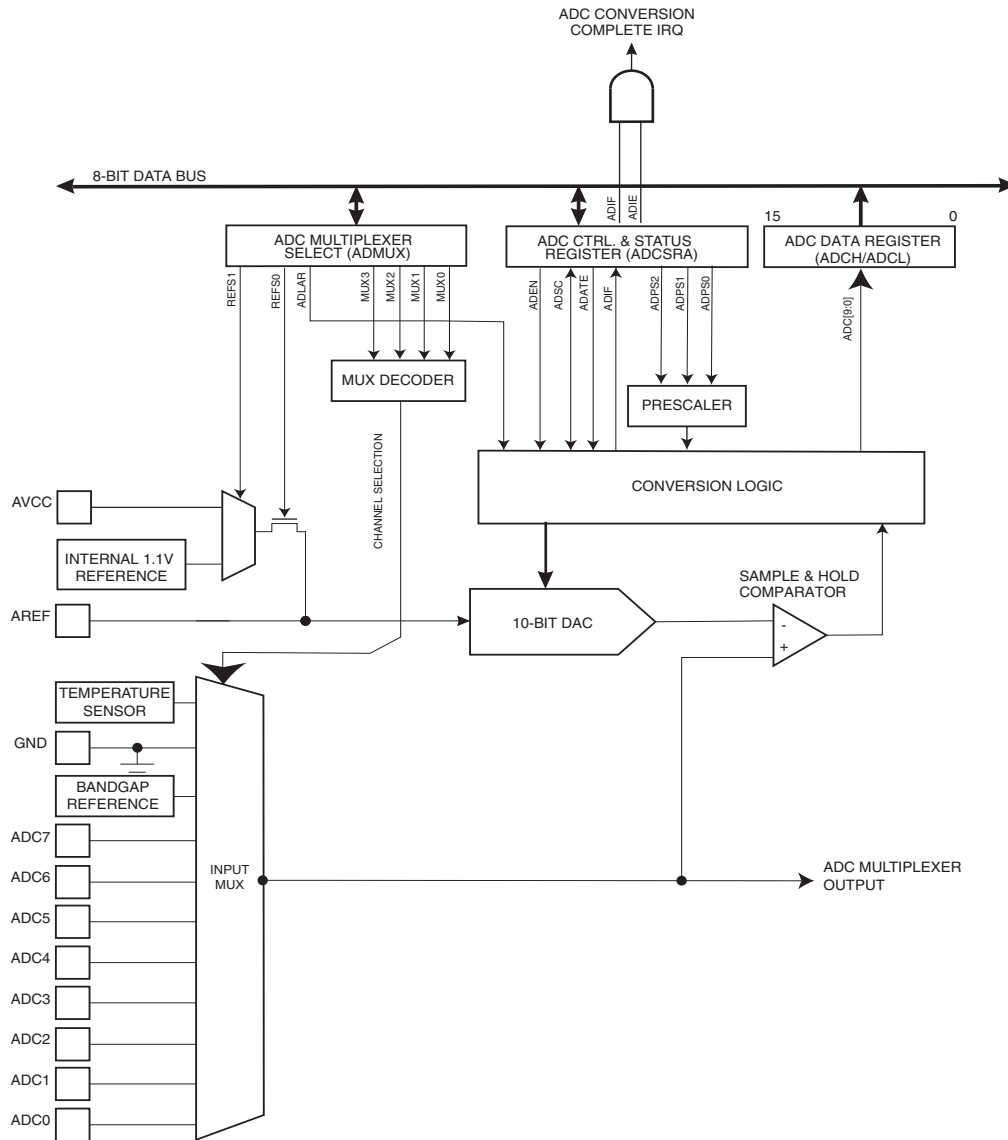 ADC CONVERSION
COMPLETE IRQ
8-BIT DATA BUS
ADIF
ADIE
15
0
ADC MULTIPLEXER
SELECT (ADMUX)
ADC CTRL. & STATUS
REGISTER (ADCSRA)
ADC DATA REGISTER
(ADCH/ADCL)
REFS1
REFS0
ADLAR
MUX3
MUX2
MUX1
MUX0
ADEN
ADSC
ADATE
ADIF
ADPS2
ADPS1
ADPS0
ADC[9:0]
MUX DECODER
PRESCALER
CHANNEL SELECTION
CONVERSION LOGIC
AVCC
INTERNAL 1.1V
REFERENCE
SAMPLE & HOLD
COMPARATOR
AREF
10-BIT DAC
-
+
TEMPERATURE
SENSOR
GND
BANDGAP
REFERENCE
ADC7
ADC6
INPUT
MUX
ADC MULTIPLEXER
OUTPUT
ADC5
ADC4
ADC3
ADC2
ADC1
ADC0